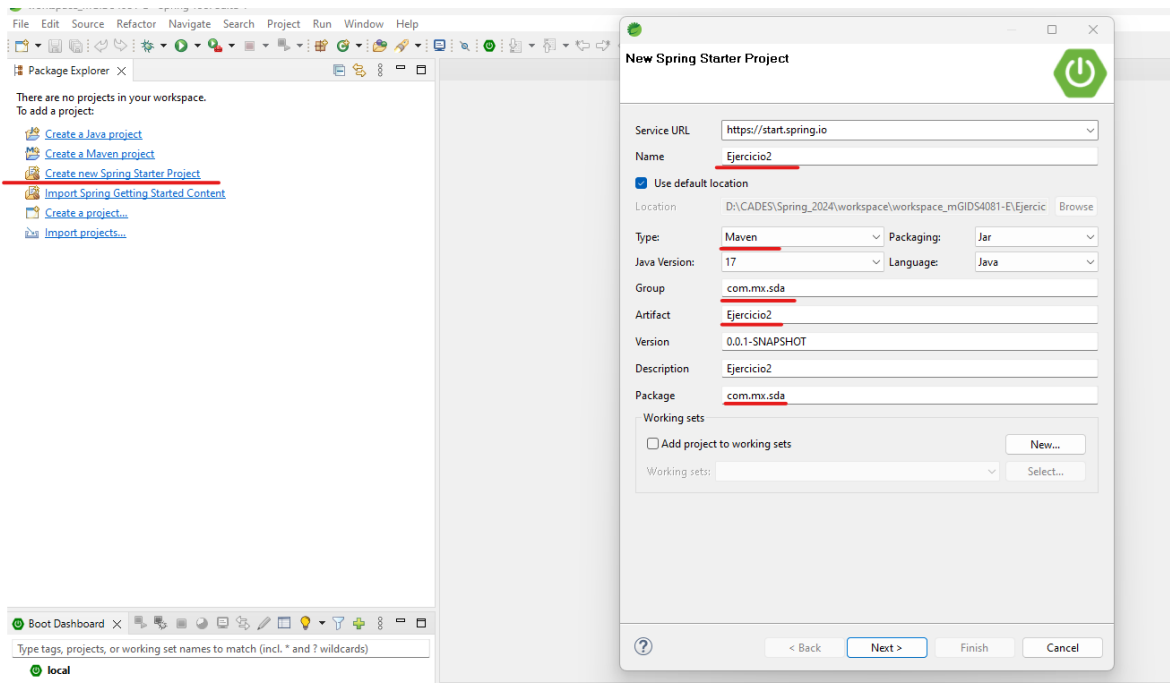 File Edit Source Refactor Navigate Search Project Run Window Help
Package Explorer
There are no projects in your workspace.
To add a project:
Create a Java project
Create a Maven project
Create new Spring Starter Project
Import Spring Getting Started Content
Create a project...
Import projects...
Boot Dashboard
Type tags, projects, or working set names to match (incl. * and ? wildcards)
local
New Spring Starter Project
Service URL https://start.spring.io
Name Ejercicio2
Use default location
Location D:\CADES\Spring_2024\workspace\workspace_mGIDS4081-E\Ejercic Browse
Type: Maven Packaging: Jar
Java Version: 17 Language: Java
Group com.mx.sda
Artifact Ejercicio2
Version 0.0.1-SNAPSHOT
Description Ejercicio2
Package com.mx.sda
Working sets
Add project to working sets New...
Working sets: Select...
? < Back Next > Finish Cancel